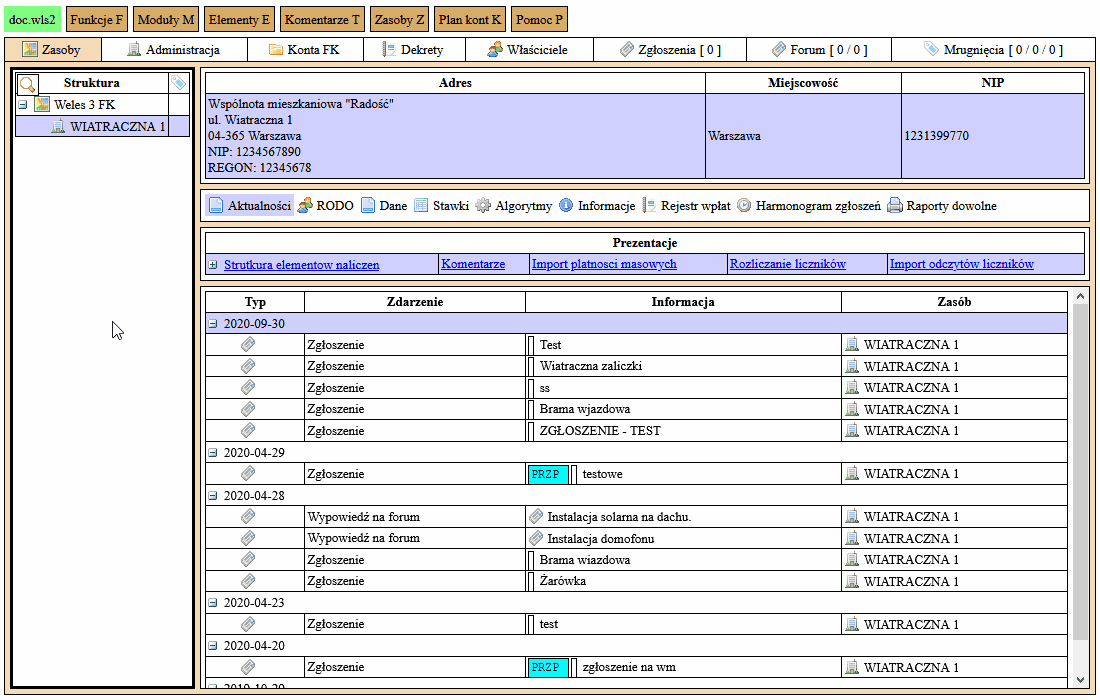 doc.wls2 Funkcje F Moduły M Elementy E Komentarze T Zasoby Z Plan kont K Pomoc P
Zasoby Administracja Konta FK Dekrety Właściciele Zgłoszenia [ 0 ] Forum [ 0 / 0 ] Mrugnięcia [ 0 / 0 / 0 ]
Struktura
Weles 3 FK
WIATRACZNA 1
Adres Miejscowość NIP
Wspólnota mieszkaniowa "Radość"
ul. Wiatraczna 1
04-365 Warszawa
NIP: 1234567890
REGON: 12345678
Warszawa
1231399770
Aktualności RODO Dane Stawki Algorytmy Informacje Rejestr wpłat Harmonogram zgłoszeń Raporty dowolne
Prezentacje
Strutkura elementow naliczen Komentarze Import platnosci masowych Rozliczanie liczników Import odczytów liczników
Typ Zdarzenie Informacja Zasób
2020-09-30
Zgłoszenie Test WIATRACZNA 1
Zgłoszenie Wiatraczna zaliczki WIATRACZNA 1
Zgłoszenie ss WIATRACZNA 1
Zgłoszenie Brama wjazdowa WIATRACZNA 1
Zgłoszenie ZGŁOSZENIE - TEST WIATRACZNA 1
2020-04-29
Zgłoszenie PRZP testowe WIATRACZNA 1
2020-04-28
Wypowiedź na forum Instalacja solarna na dachu. WIATRACZNA 1
Wypowiedź na forum Instalacja domofonu WIATRACZNA 1
Zgłoszenie Brama wiazdowa WIATRACZNA 1
Zgłoszenie Żarówka WIATRACZNA 1
2020-04-23
Zgłoszenie test WIATRACZNA 1
2020-04-20
Zgłoszenie PRZP zgłoszenie na wm WIATRACZNA 1